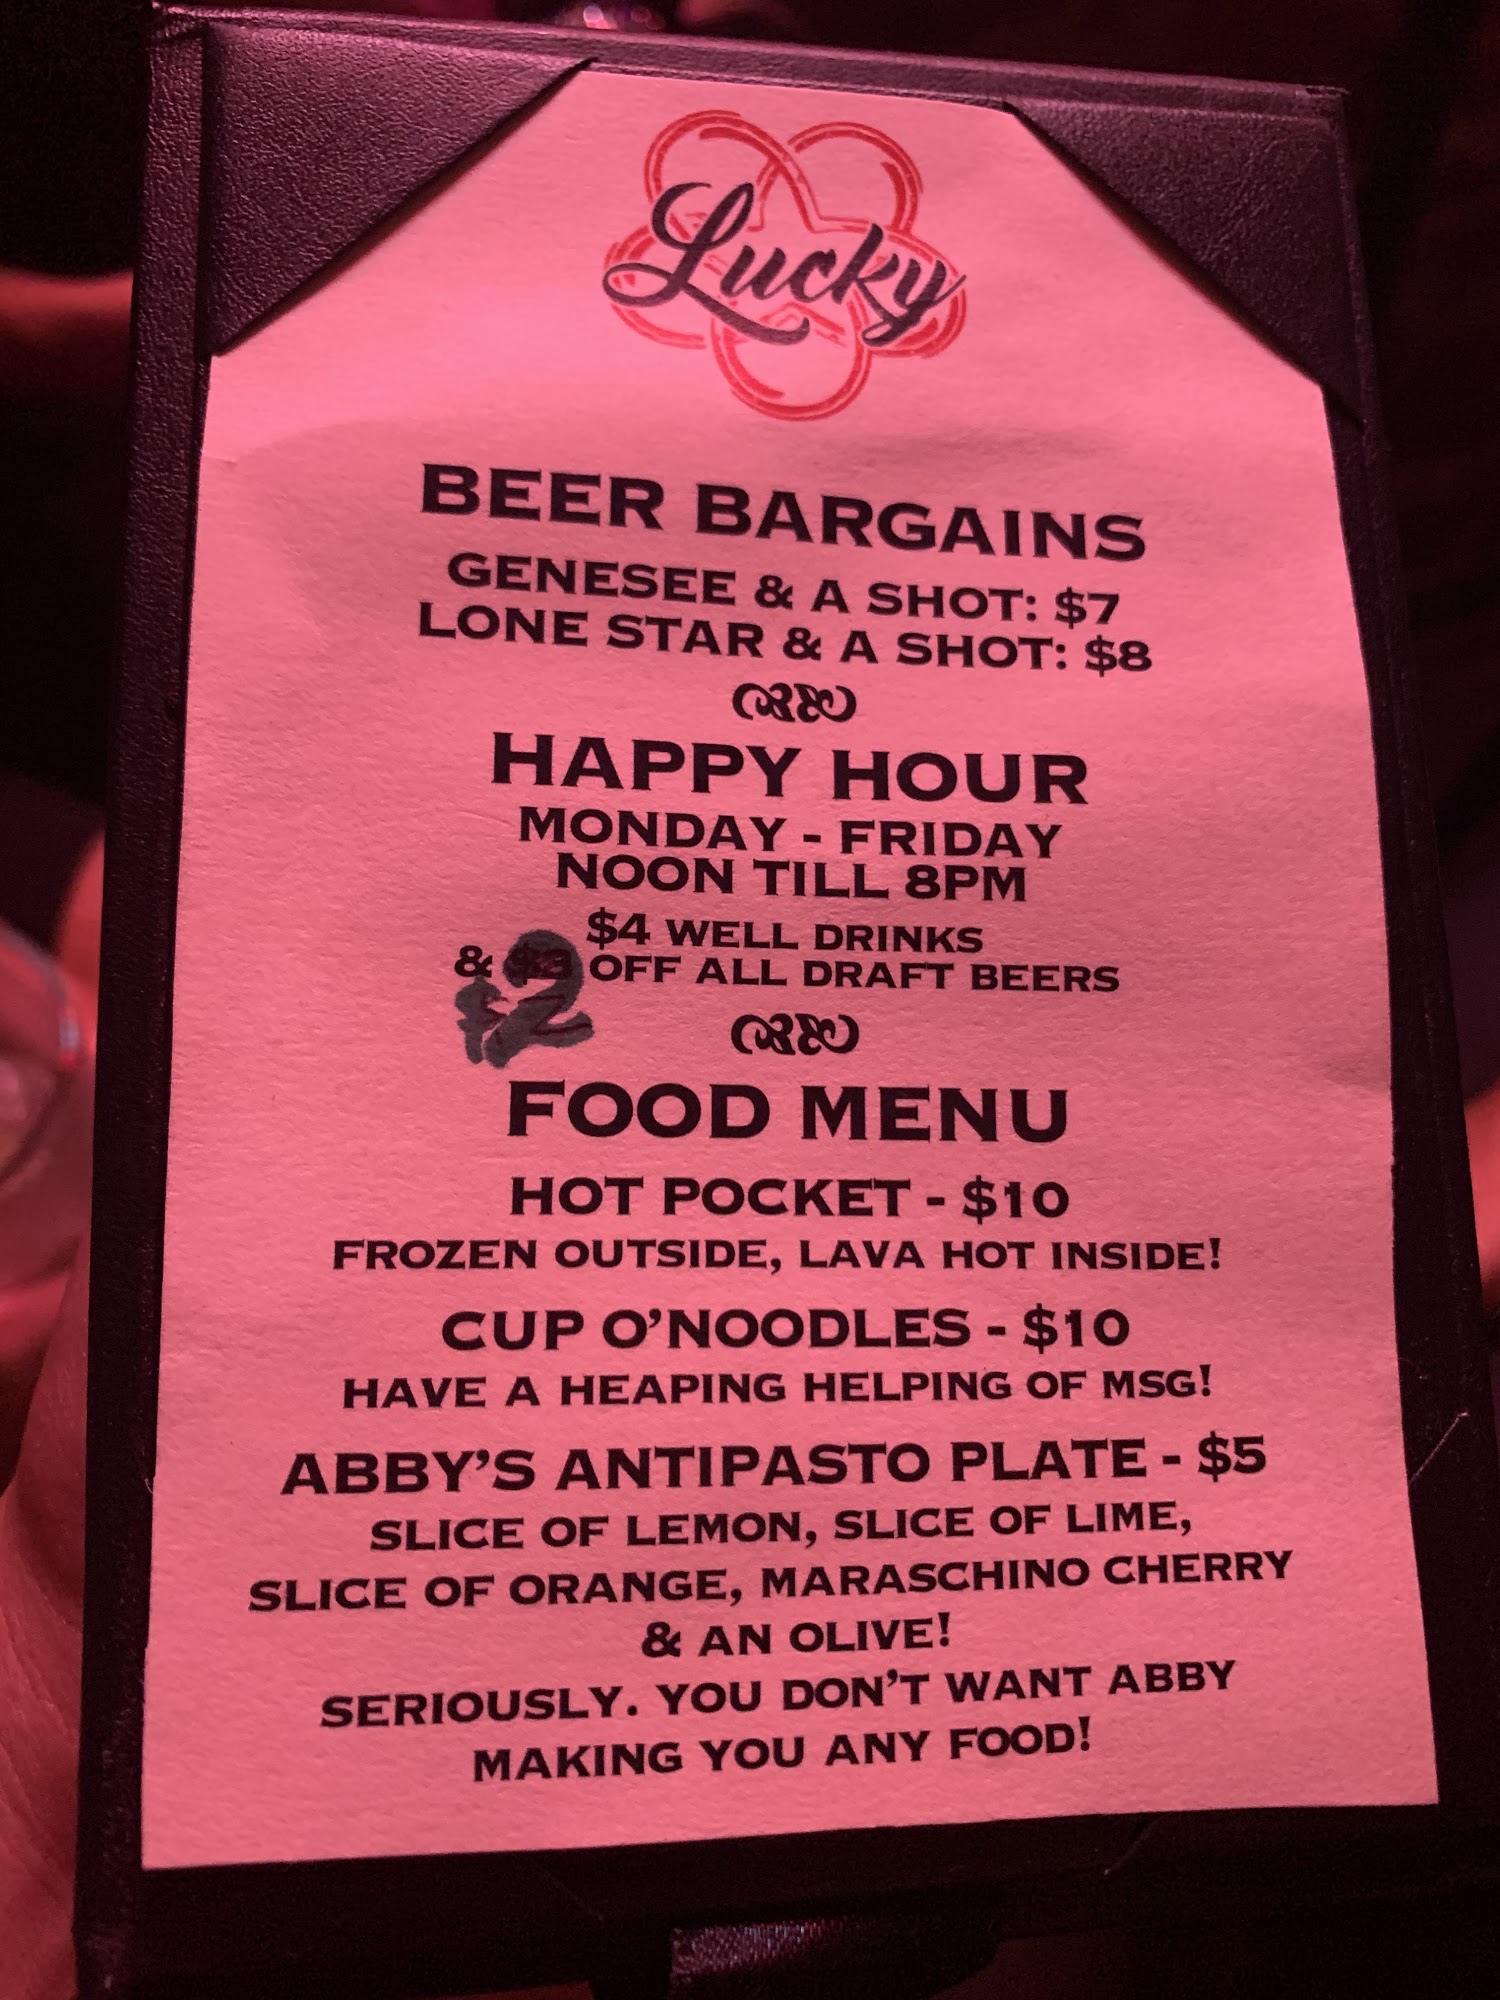 Lucky
BEER BARGAINS
GENESEE & A SHOT: $7
LONE STAR & A SHOT: $8
HAPPY HOUR
MONDAY - FRIDAY
NOON TILL 8PM
$4 WELL DRINKS
& $3 OFF ALL DRAFT BEERS
$2
FOOD MENU
HOT POCKET - $10
FROZEN OUTSIDE, LAVA HOT INSIDE!
CUP O'NOODLES - $10
HAVE A HEAPING HELPING OF MSG!
ABBY'S ANTIPASTO PLATE - $5
SLICE OF LEMON, SLICE OF LIME,
SLICE OF ORANGE, MARASCHINO CHERRY
& AN OLIVE!
SERIOUSLY. YOU DON'T WANT ABBY
MAKING YOU ANY FOOD!